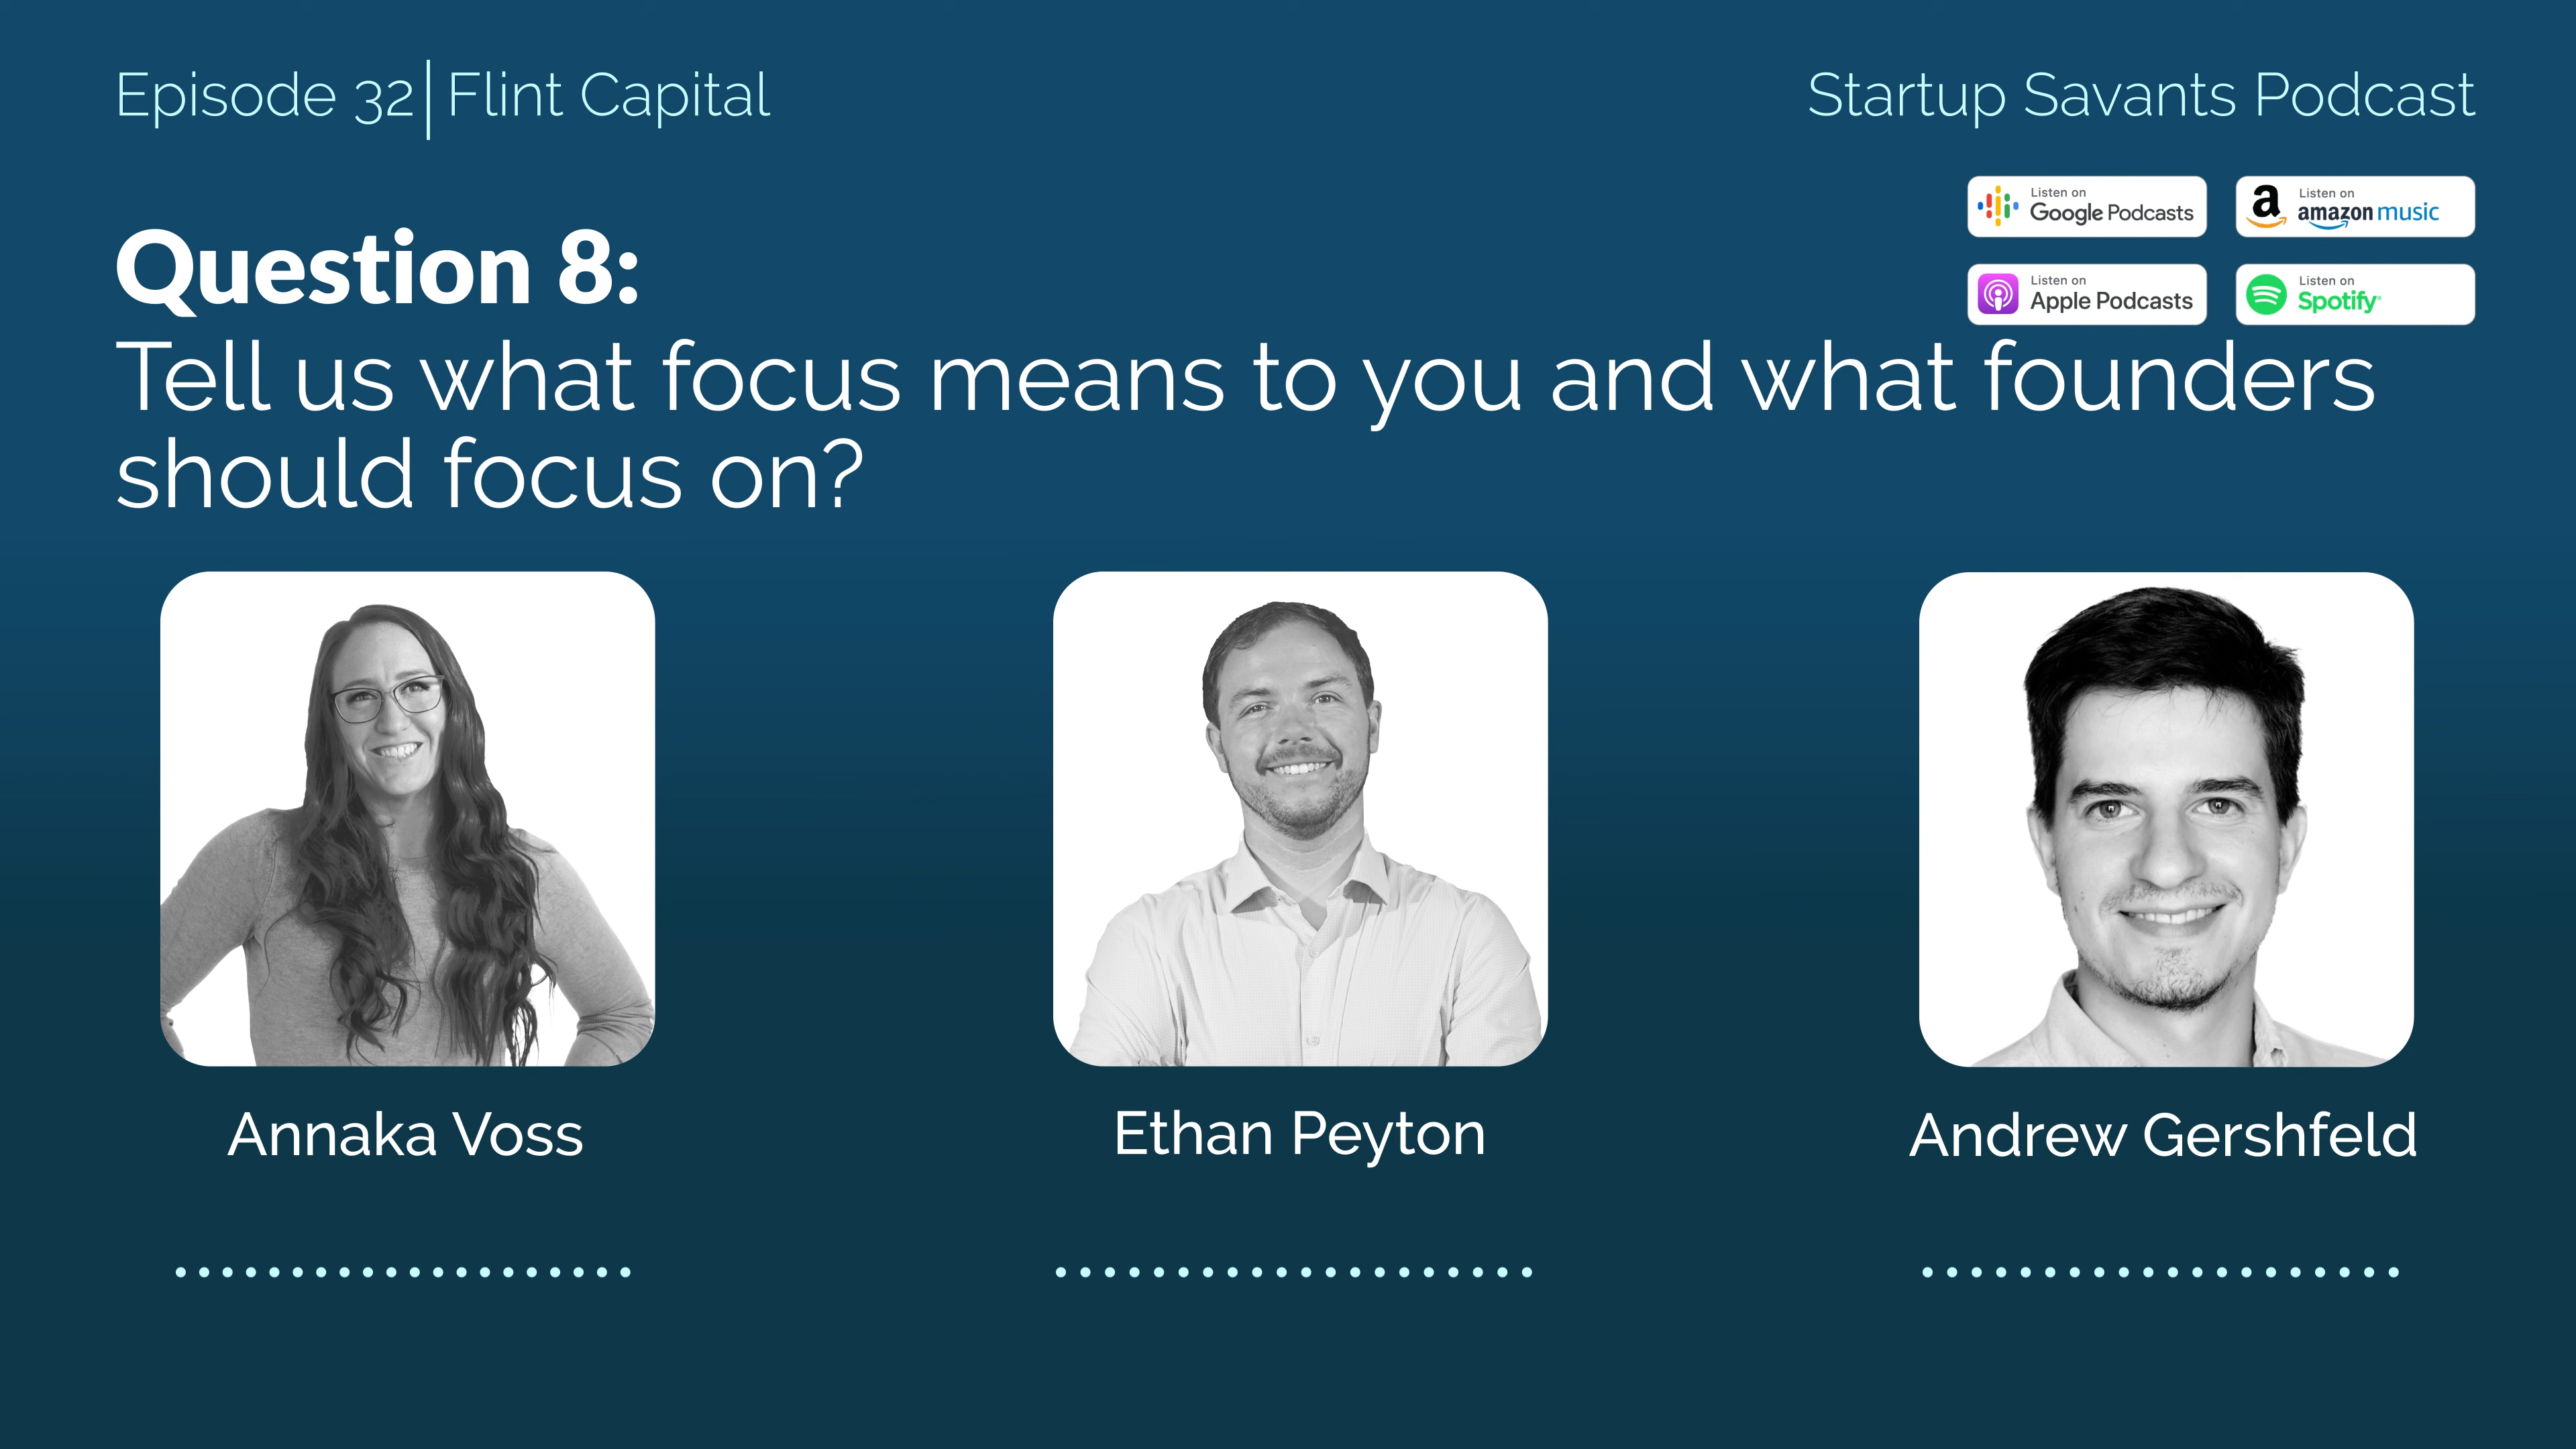 Episode 32 | Flint Capital
Startup Savants Podcast
Listen on
Google Podcasts
Listen on
amazon music
Listen on
Apple Podcasts
Listen on
Spotify
Question 8:
Tell us what focus means to you and what founders
should focus on?
Annaka Voss
Ethan Peyton
Andrew Gershfeld